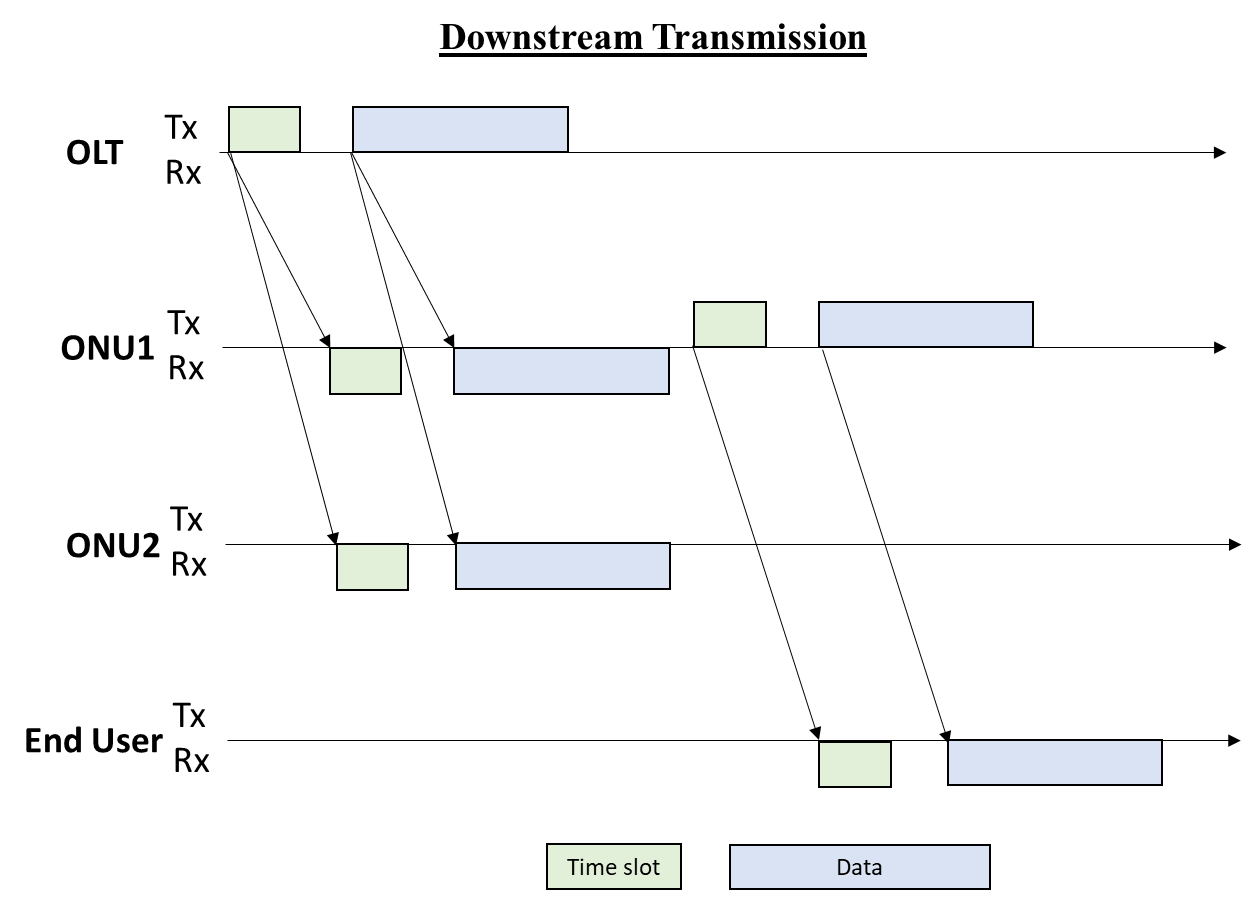 Downstream Transmission
Tx
OLT
Rx
Tx
ONU1
Rx
Tx
ONU2
Rx
Tx
End User
Rx
Time slot
Data